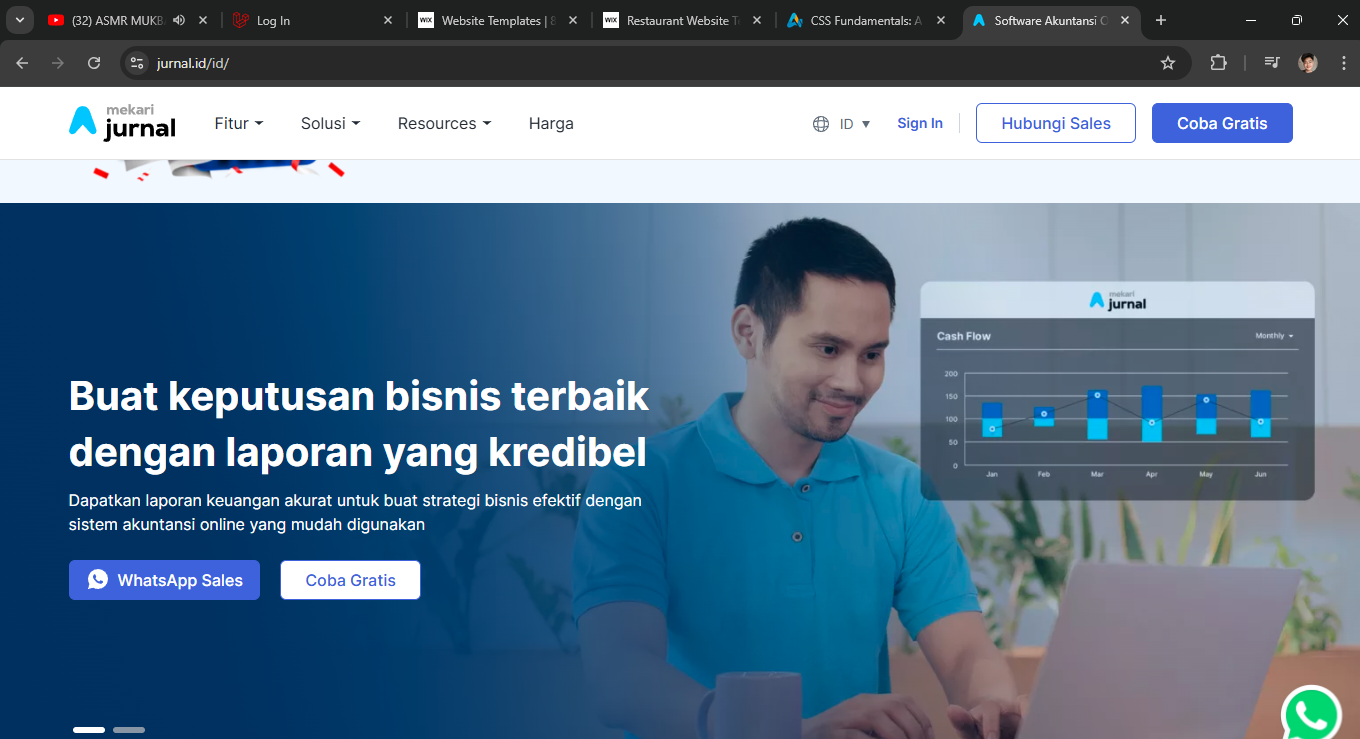 (32) ASMR MUKB
Log In
Website Templates | 8
Restaurant Website Te
CSS Fundamentals: A
Software Akuntansi O
jurnal.id/id/
mekari
jurnal
Fitur
Solusi
Resources
Harga
ID
Sign In
Hubungi Sales
Coba Gratis
mekari
jurnal
Cash Flow
Monthly
200
150
100
50
0
Jan Feb Mar Apr May Jun
Buat keputusan bisnis terbaik
dengan laporan yang kredibel
Dapatkan laporan keuangan akurat untuk buat strategi bisnis efektif dengan
sistem akuntansi online yang mudah digunakan
WhatsApp Sales
Coba Gratis